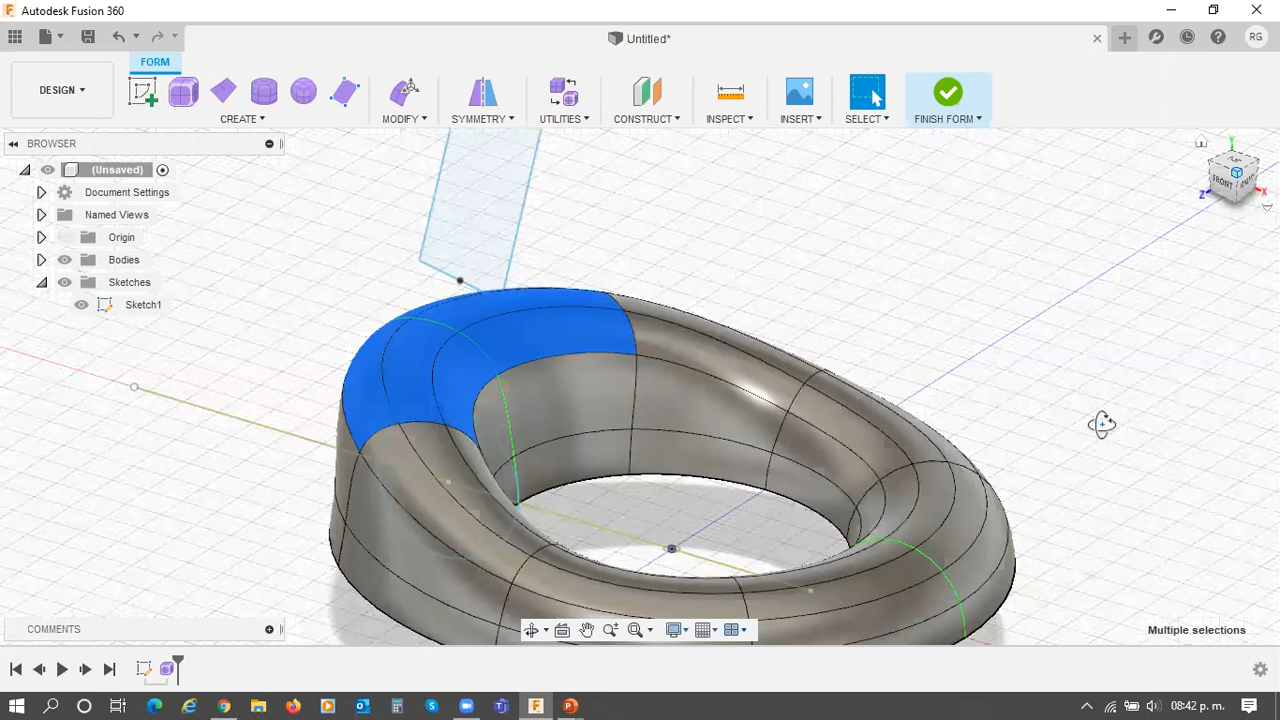 Autodesk Fusion 360
Untitled*
RG
FORM
DESIGN
CREATE
MODIFY
SYMMETRY
UTILITIES
CONSTRUCT
INSPECT
INSERT
SELECT
FINISH FORM
BROWSER
(Unsaved)
Document Settings
Named Views
Origin
Bodies
Sketches
Sketch1
Y
FRONT
Z
X
COMMENTS
Multiple selections
08:42 p. m.